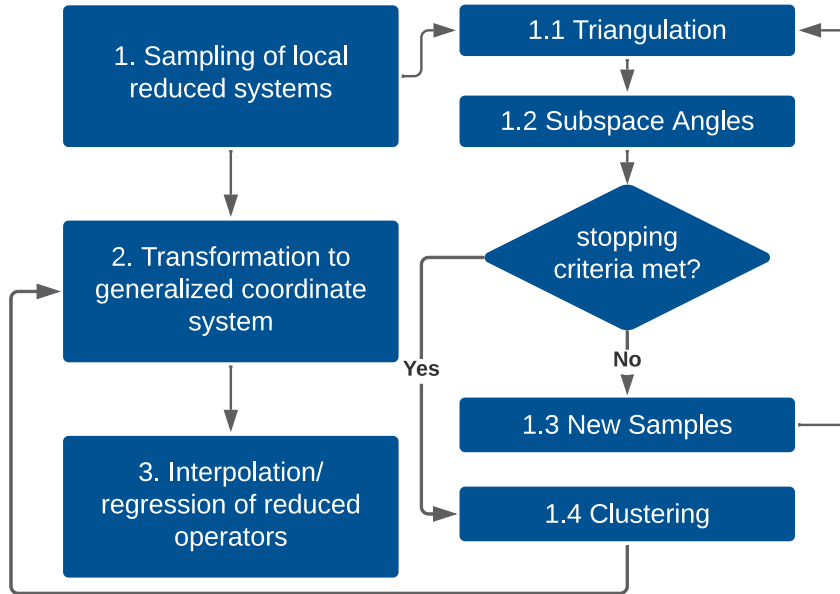 1. Sampling of local
reduced systems
2. Transformation to
generalized coordinate
system
3. Interpolation/
regression of reduced
operators
1.1 Triangulation
1.2 Subspace Angles
stopping
criteria met?
Yes
No
1.3 New Samples
1.4 Clustering